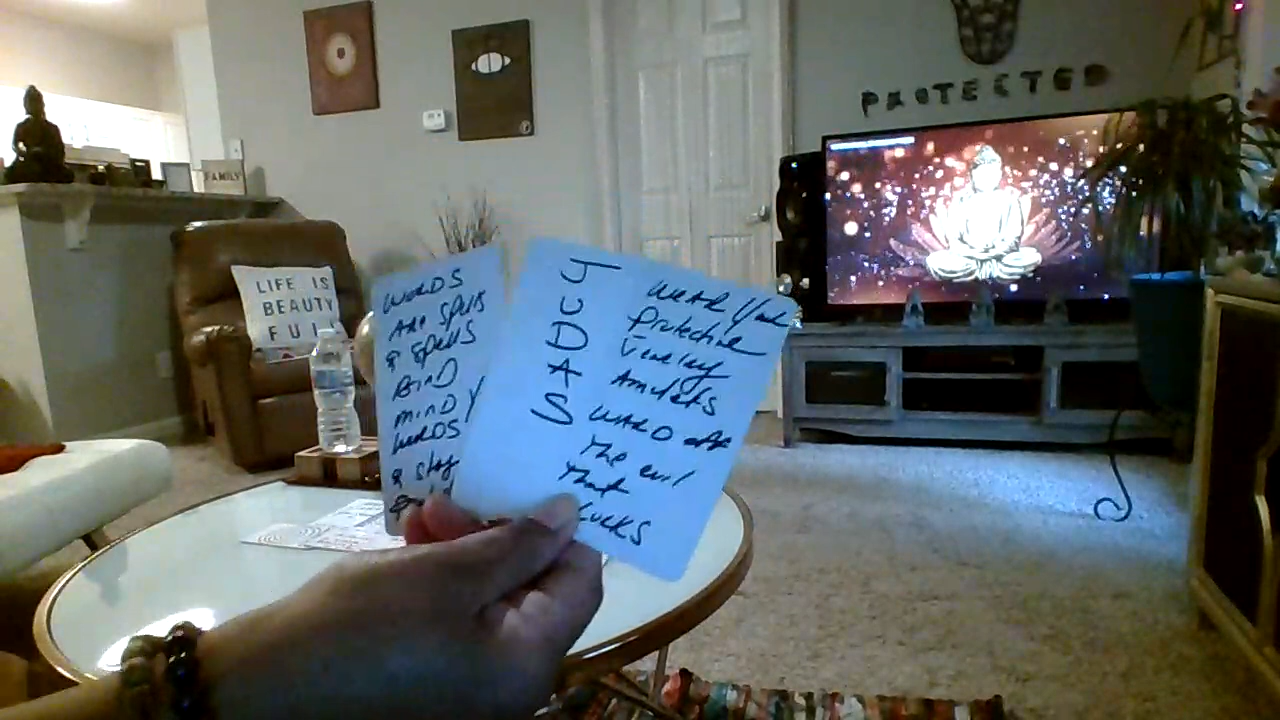 PROTECTED
FAMILY
LIFE IS
BEAUTY
FUL
WORDS
ARE SPells
& SPells
BIND
MIND Y
WORDS
& stay
JUDAS
WEAR Your
Protective
Jewelry
Amulets
WARD OFF
The evil
That
Lurks